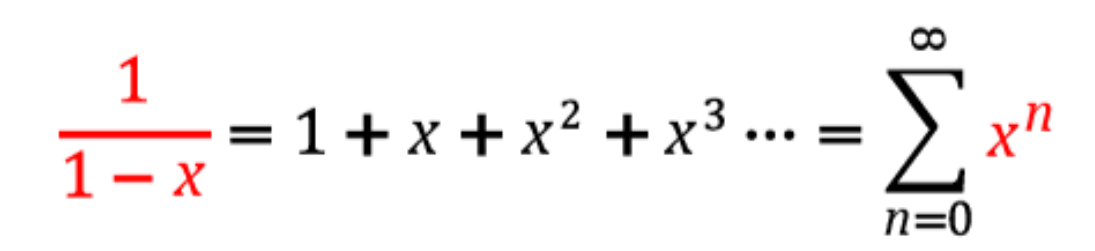 1/(1 − x) = 1 + x + x² + x³ ⋯ = ∑_{n=0}^{∞} xⁿ